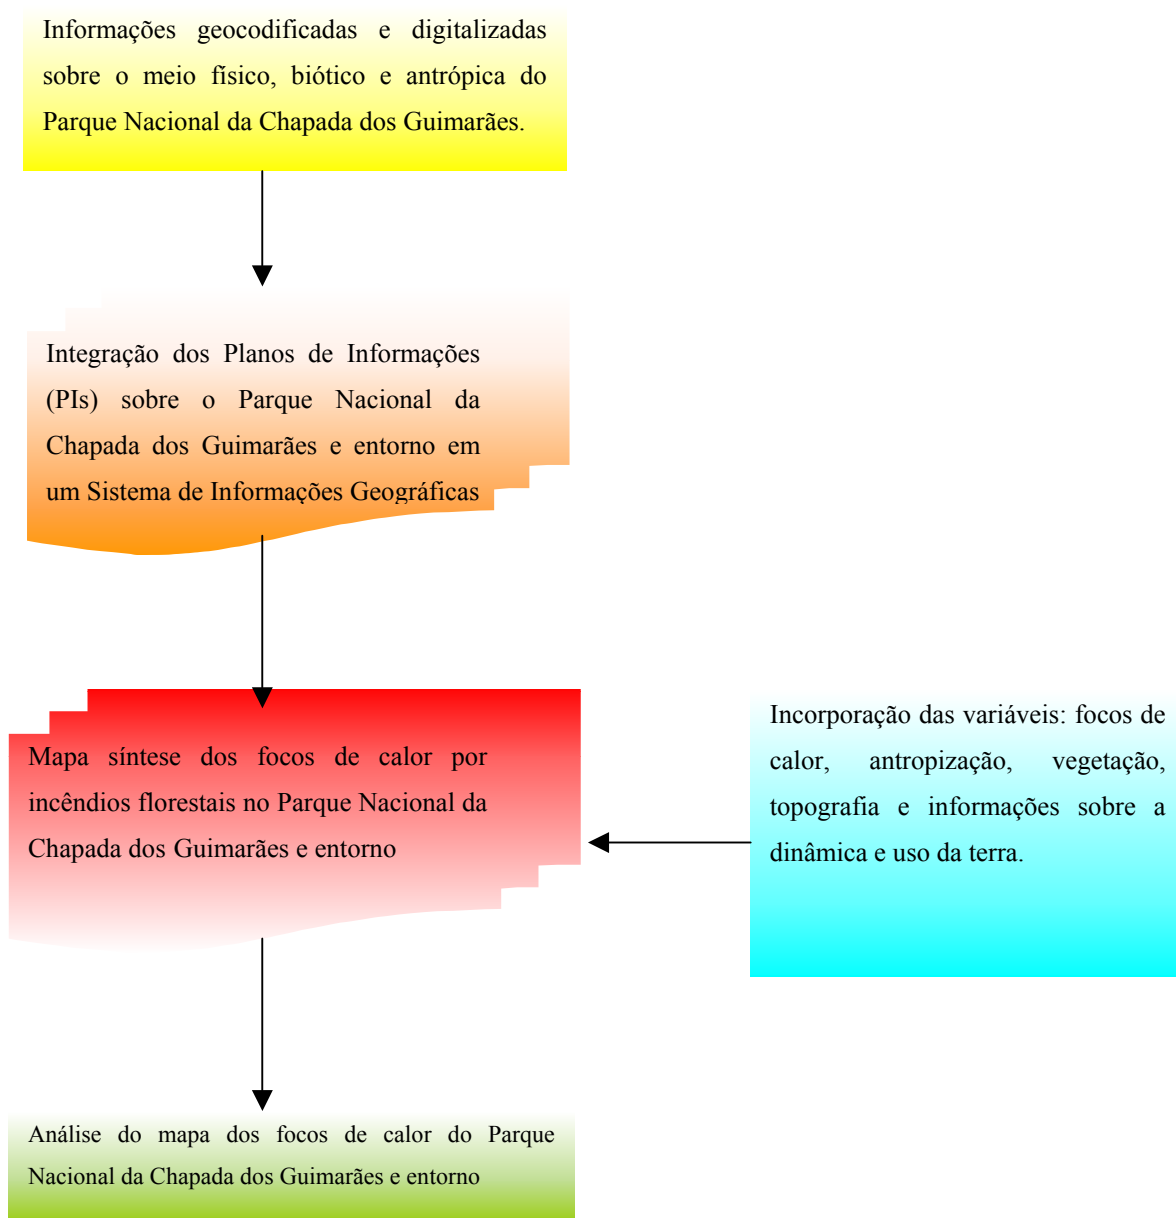 Informações geocodificadas e digitalizadas
sobre o meio físico, biótico e antrópica do
Parque Nacional da Chapada dos Guimarães.
Integração dos Planos de Informações
(PIs) sobre o Parque Nacional da
Chapada dos Guimarães e entorno em
um Sistema de Informações Geográficas
Mapa síntese dos focos de calor por
incêndios florestais no Parque Nacional da
Chapada dos Guimarães e entorno
Incorporação das variáveis: focos de
calor, antropização, vegetação,
topografia e informações sobre a
dinâmica e uso da terra.
Análise do mapa dos focos de calor do Parque
Nacional da Chapada dos Guimarães e entorno